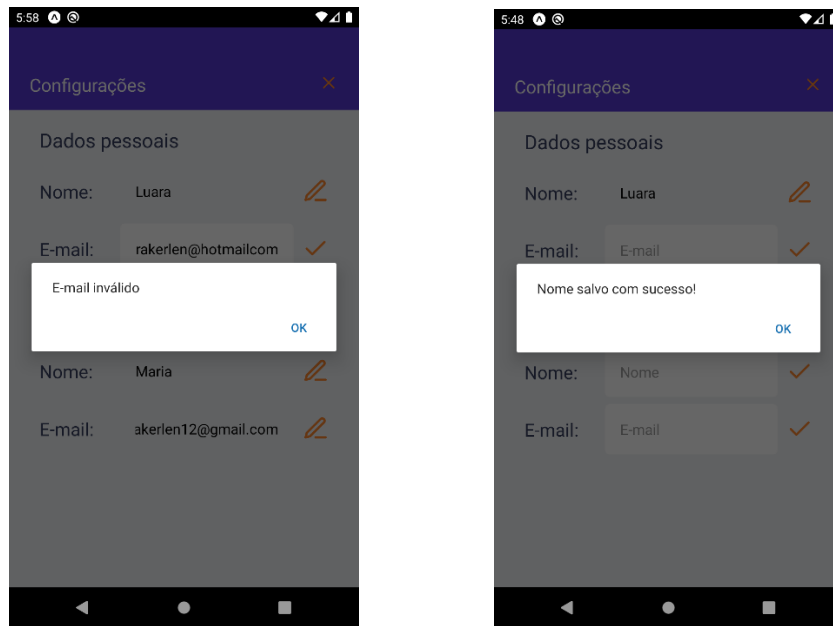 5:58
Configurações
Dados pessoais
Nome: Luara
E-mail: rakerlen@hotmailcom
E-mail inválido
OK
Nome: Maria
E-mail: akerlen12@gmail.com
5:48
Configurações
Dados pessoais
Nome: Luara
E-mail: E-mail
Nome salvo com sucesso!
OK
Nome: Nome
E-mail: E-mail